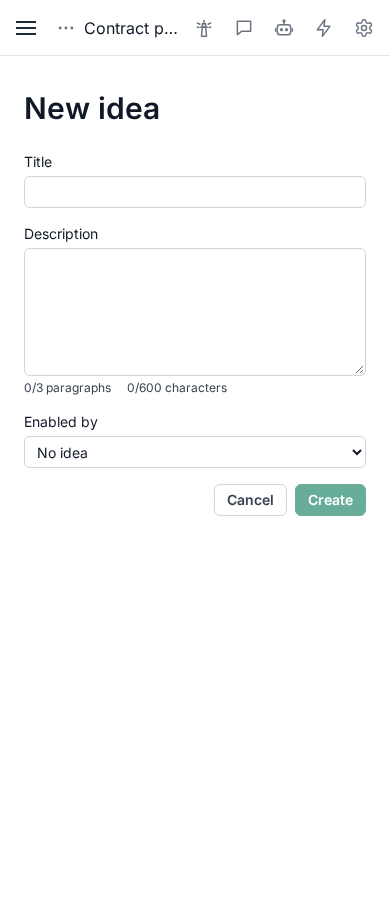 Contract p...
New idea
Title
Description
0/3 paragraphs 0/600 characters
Enabled by
No idea
Cancel Create